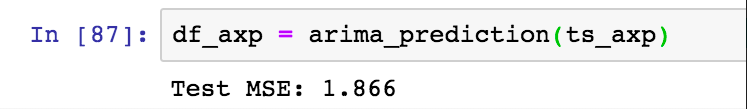 In [87]: df_axp = arima_prediction(ts_axp)
Test MSE: 1.866